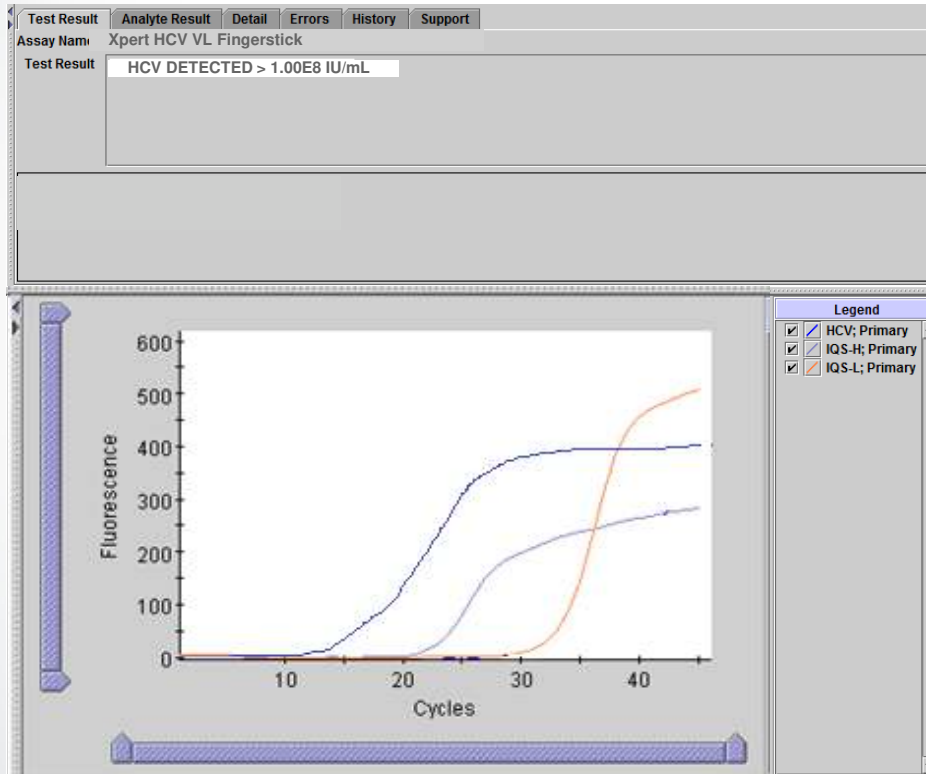 Test Result Analyte Result Detail Errors History Support
Assay Nam Xpert HCV VL Fingerstick
Test Result HCV DETECTED > 1.00E8 IU/mL
Legend
HCV; Primary
IQS-H; Primary
IQS-L; Primary
600
500
400
300
200
100
0
Fluorescence
10 20 30 40
Cycles